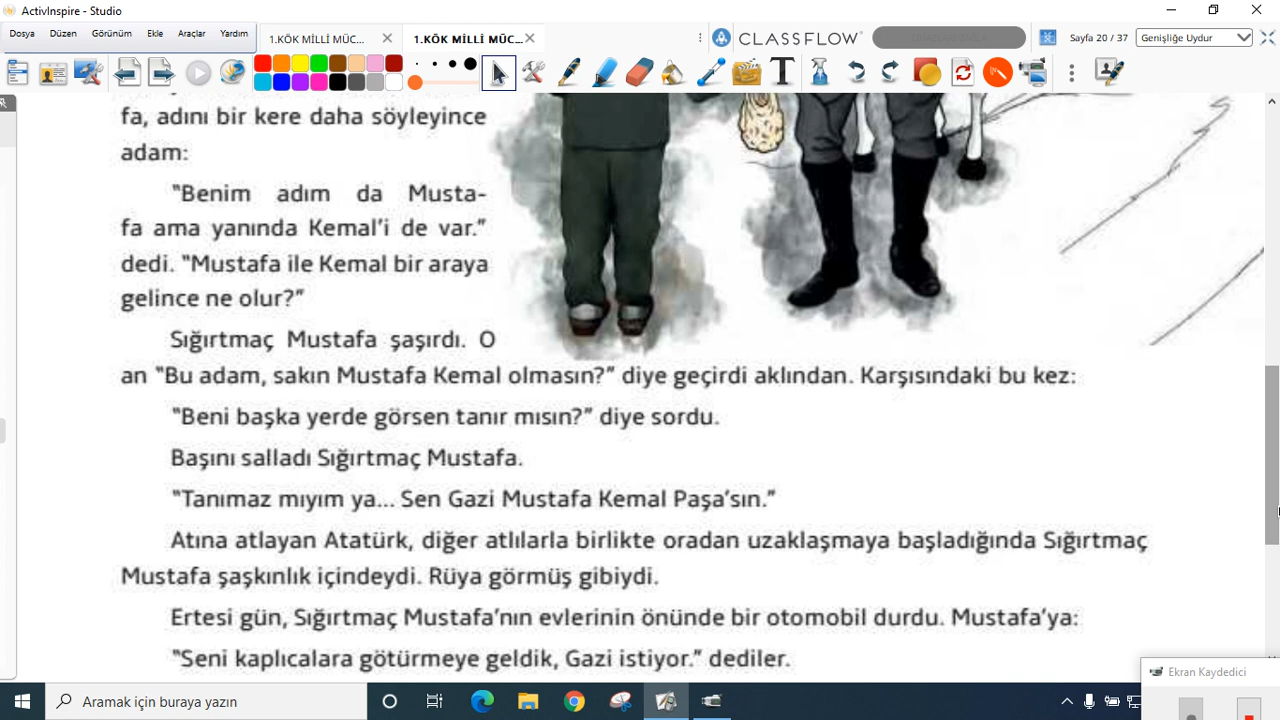 ActivInspire - Studio
Dosya Düzen Görünüm Ekle Araçlar Yardım
1.KÖK MİLLİ MÜC...
1.KÖK MİLLİ MÜC...
CLASSFLOW
Sayfa 20 / 37
Genişliğe Uydur
fa, adını bir kere daha söyleyince
adam:
"Benim adım da Musta-
fa ama yanında Kemal'i de var."
dedi. "Mustafa ile Kemal bir araya
gelince ne olur?"
Sığırtmaç Mustafa şaşırdı. O
an "Bu adam, sakın Mustafa Kemal olmasın?" diye geçirdi aklından. Karşısındaki bu kez:
"Beni başka yerde görsen tanır mısın?" diye sordu.
Başını salladı Sığırtmaç Mustafa.
"Tanımaz mıyım ya... Sen Gazi Mustafa Kemal Paşa'sın."
Atına atlayan Atatürk, diğer atlılarla birlikte oradan uzaklaşmaya başladığında Sığırtmaç
Mustafa şaşkınlık içindeydi. Rüya görmüş gibiydi.
Ertesi gün, Sığırtmaç Mustafa'nın evlerinin önünde bir otomobil durdu. Mustafa'ya:
"Seni kaplıcalara götürmeye geldik, Gazi istiyor." dediler.
Ekran Kaydedici
Aramak için buraya yazın